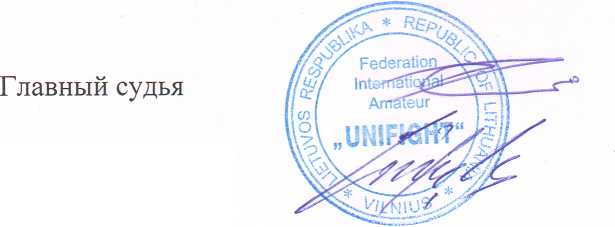 Главный судья
LIETUVOS RESPUBLIKA * REPUBLIC OF LITHUANIA * VILNIUS *
Federation
International
Amateur
„UNIFIGHT“